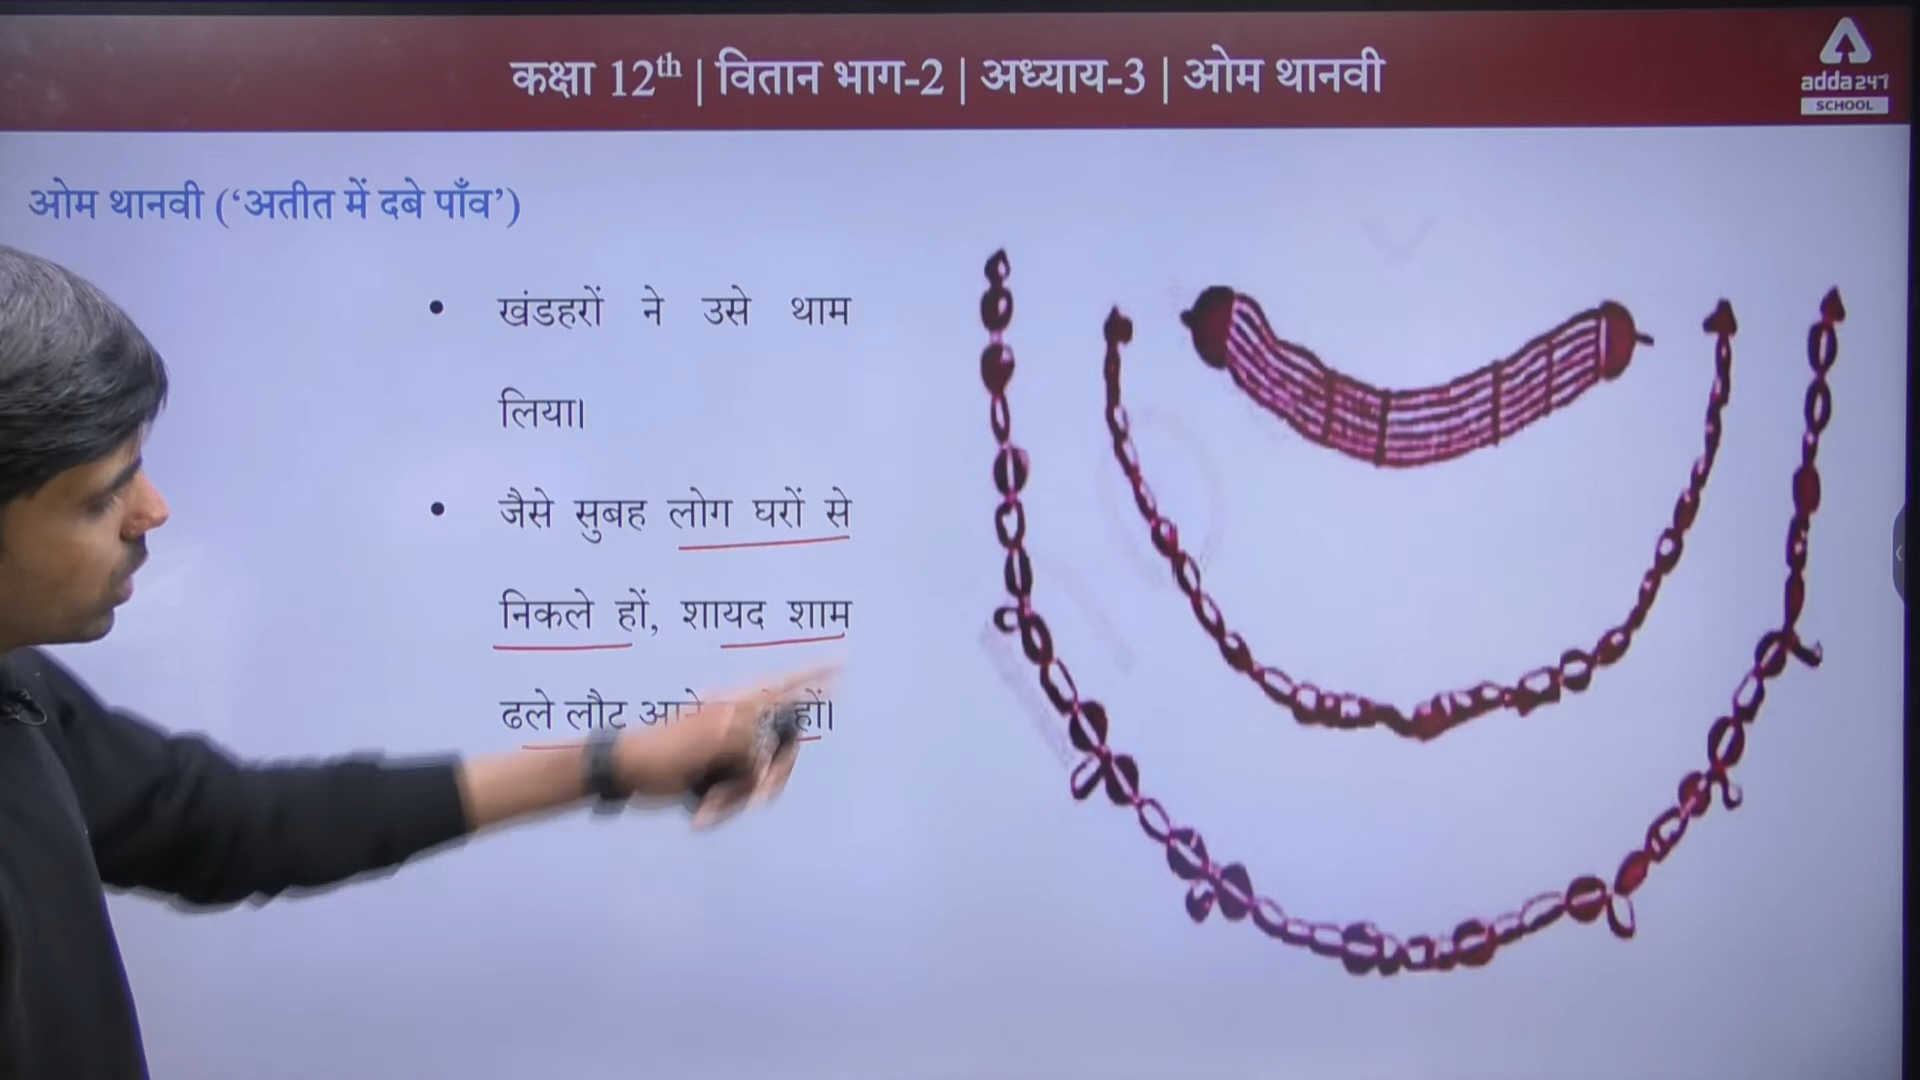 कक्षा 12th | वितान भाग-2 | अध्याय-3 | ओम थानवी
adda247
SCHOOL
ओम थानवी (‘अतीत में दबे पाँव’)
• खंडहरों ने उसे थाम
लिया।
• जैसे सुबह लोग घरों से
निकले हों, शायद शाम
ढले लौट आने हों।